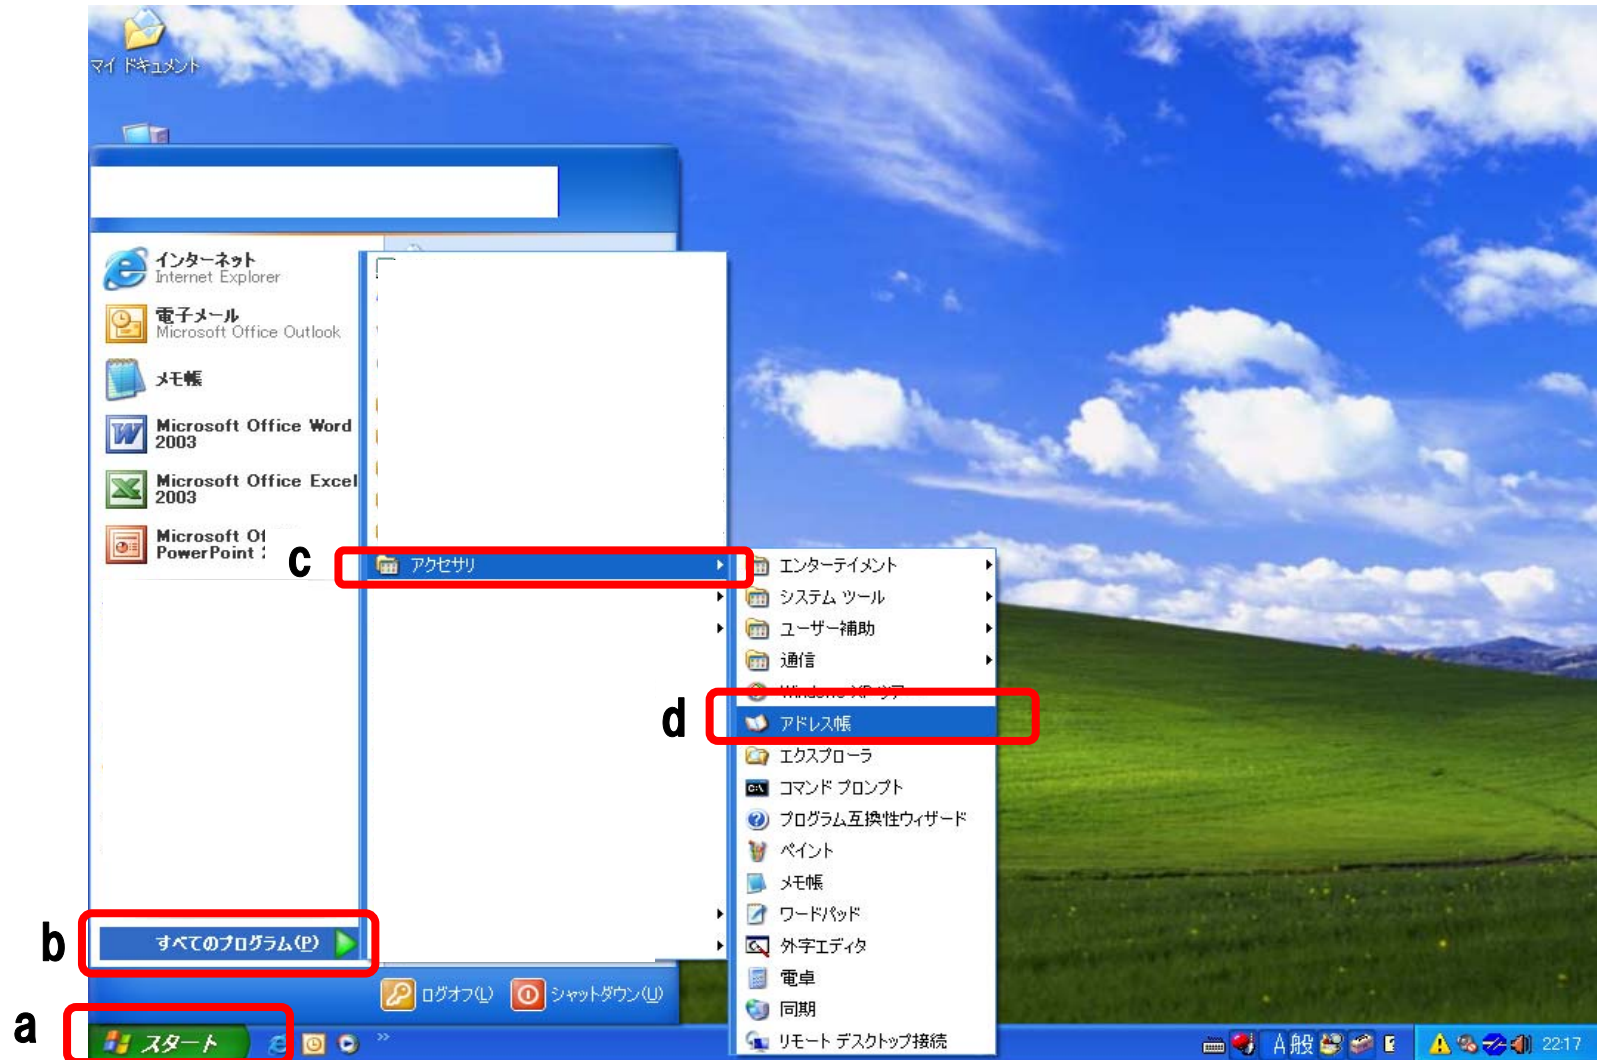 マイ ドキュメント
インターネット
Internet Explorer
電子メール
Microsoft Office Outlook
メモ帳
Microsoft Office Word
2003
Microsoft Office Excel
2003
Microsoft
PowerPoint
c
アクセサリ
エンターテイメント
システム ツール
ユーザー補助
通信
Windows XP ツアー
d
アドレス帳
エクスプローラ
コマンド プロンプト
プログラム互換性ウィザード
ペイント
メモ帳
ワードパッド
外字エディタ
電卓
同期
リモート デスクトップ接続
b
すべてのプログラム(P)
ログオフ(L)
シャットダウン(U)
a
スタート
A 般
22:17